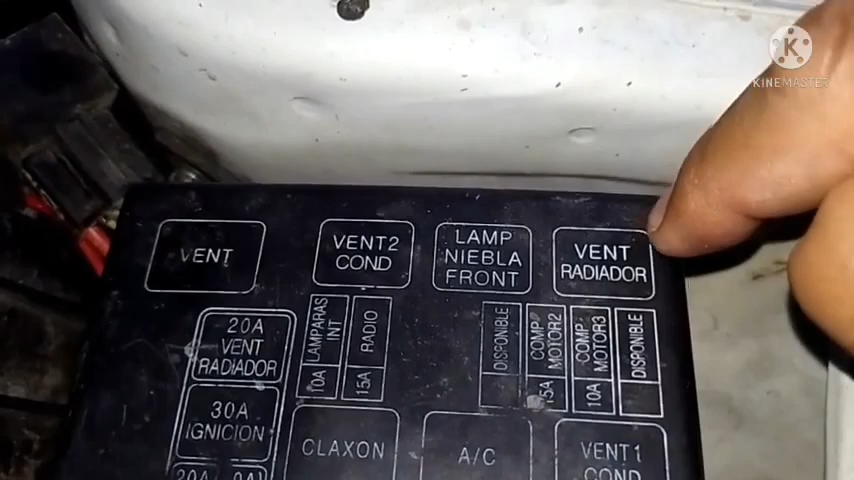 K
KINEMASTER
VENT
VENT2
COND
LAMP
NIEBLA
FRONT
VENT
RADIADOR
20A
VENT
RADIADOR
LAMPARAS
INT
10A
RADIO
15A
DISPONIBLE
COMP
MOTOR2
15A
COMP
MOTOR3
10A
DISPONIBLE
30A
IGNICION
CLAXON
A/C
VENT1
COND